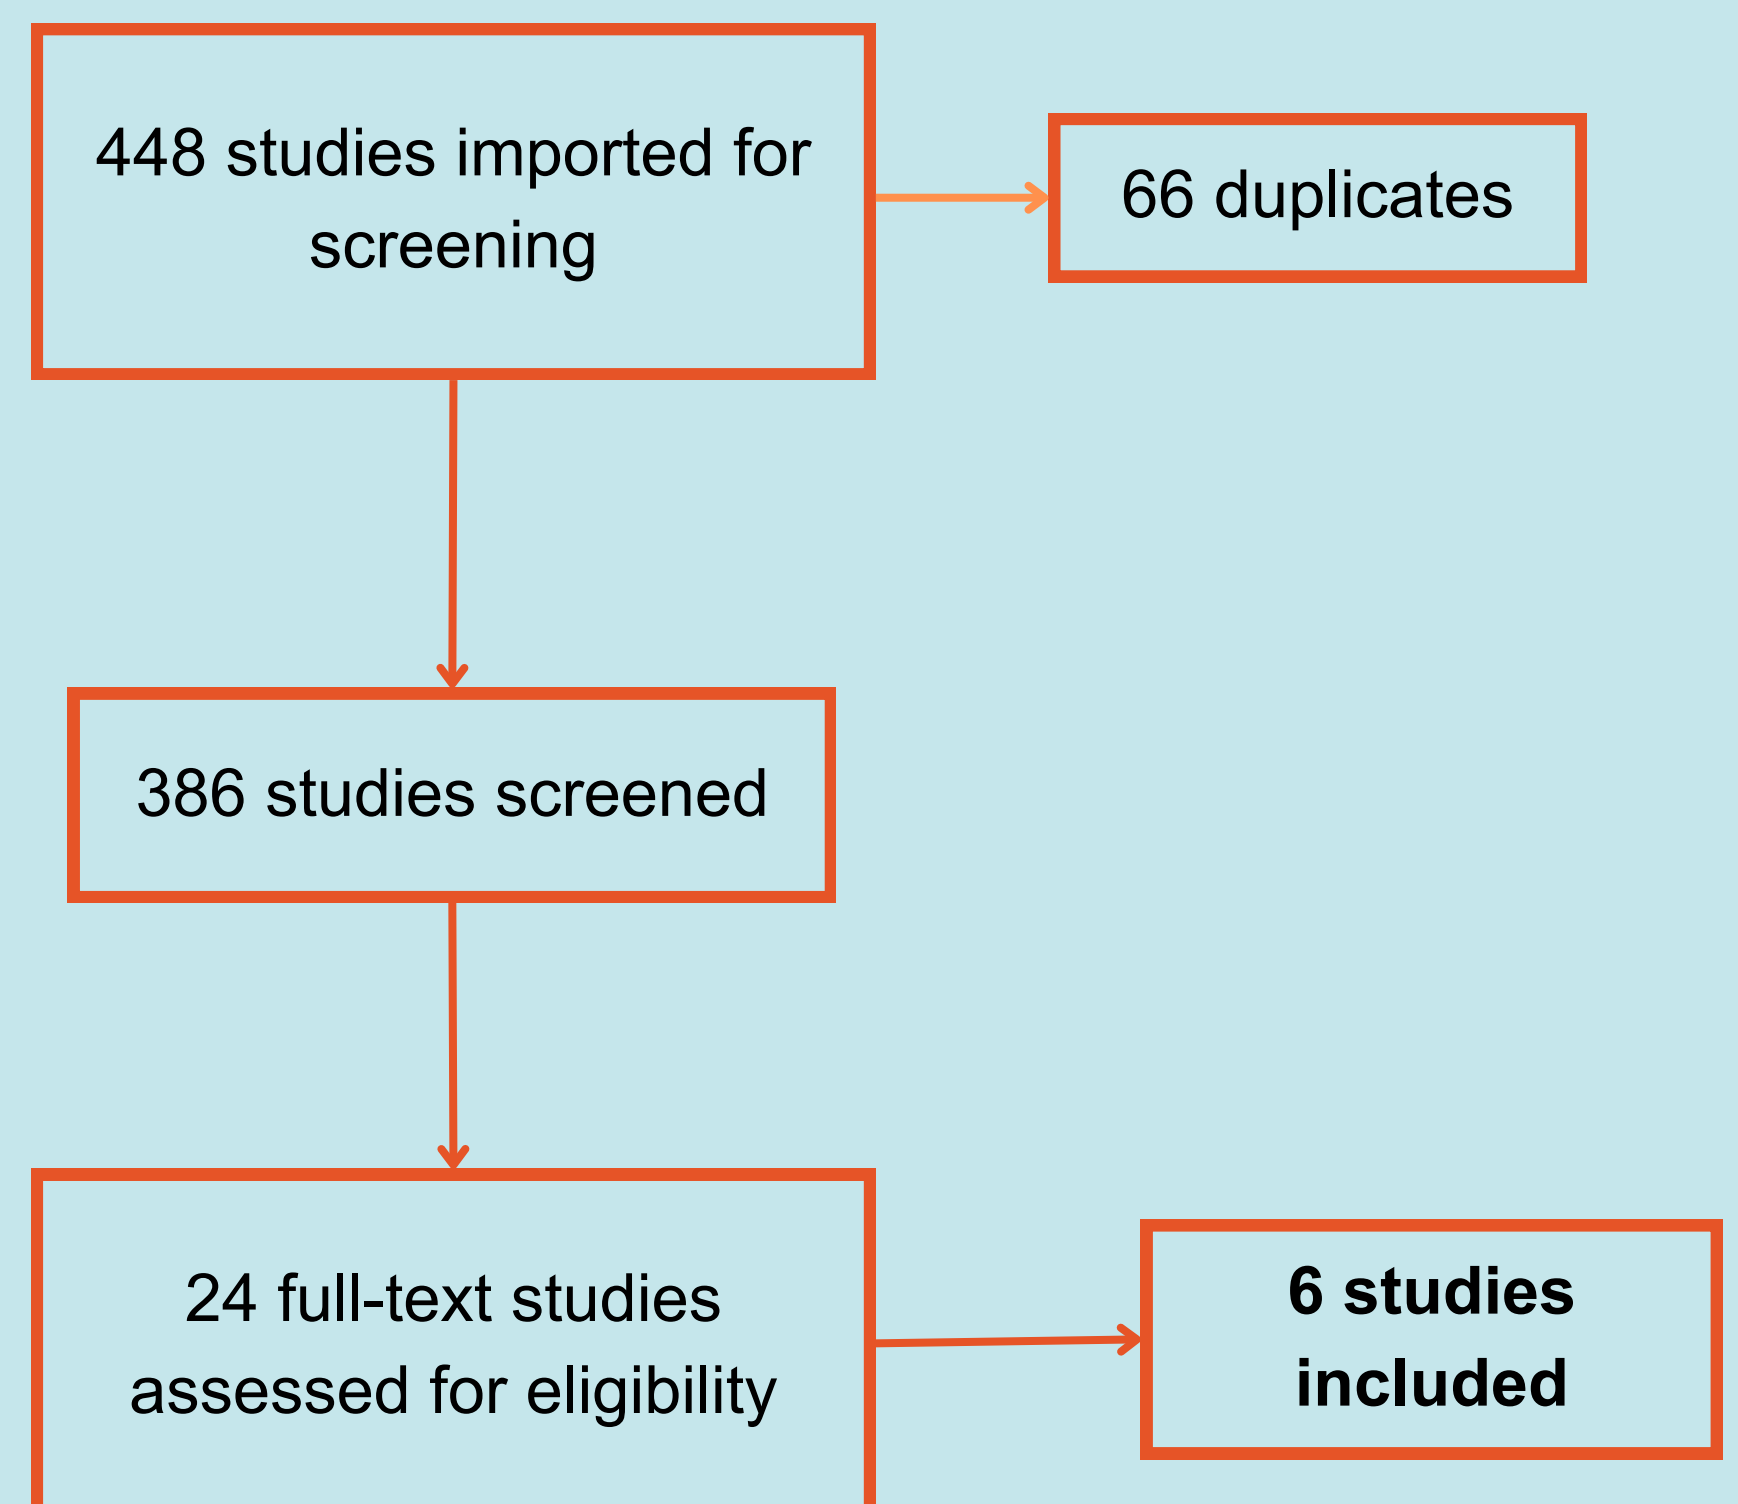 448 studies imported for
screening
66 duplicates
386 studies screened
24 full-text studies
assessed for eligibility
6 studies
included